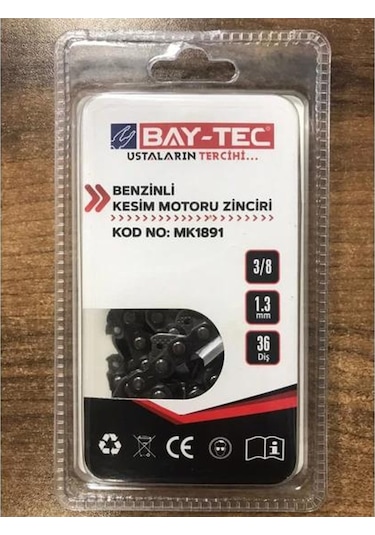 BAY-TEC®
USTALARIN TERCİHİ...
BENZİNLİ
KESİM MOTORU ZİNCİRİ
KOD NO: MK1891
3/8
1.3
mm
36
Diş
CE